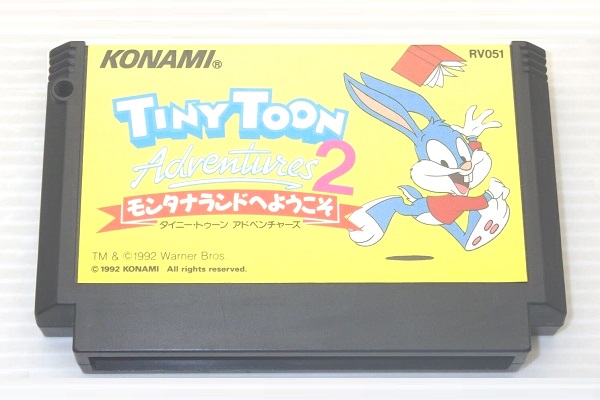 KONAMI®
RV051
TINY TOON
Adventures 2
モンタナランドへようこそ
タイニー・トゥーン アドベンチャーズ
TM & ©1992 Warner Bros.
©1992 KONAMI All rights reserved.